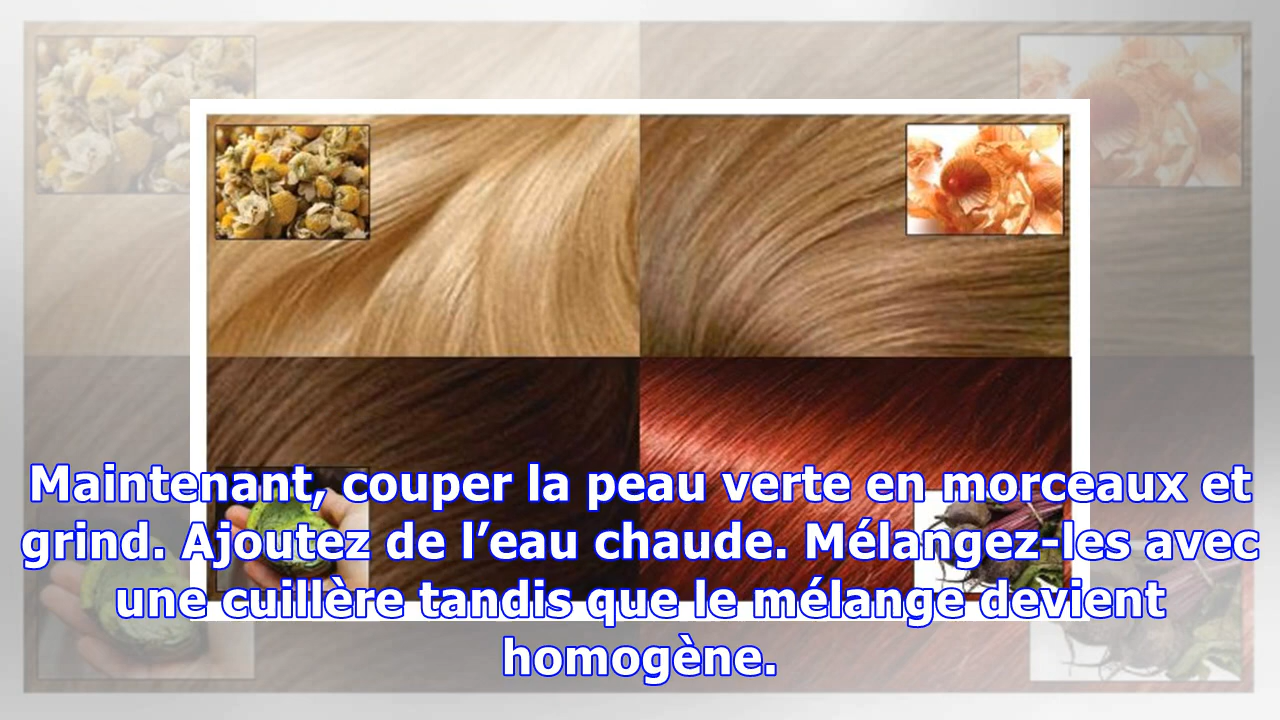 Maintenant, couper la peau verte en morceaux et
grind. Ajoutez de l’eau chaude. Mélangez-les avec
une cuillère tandis que le mélange devient
homogène.